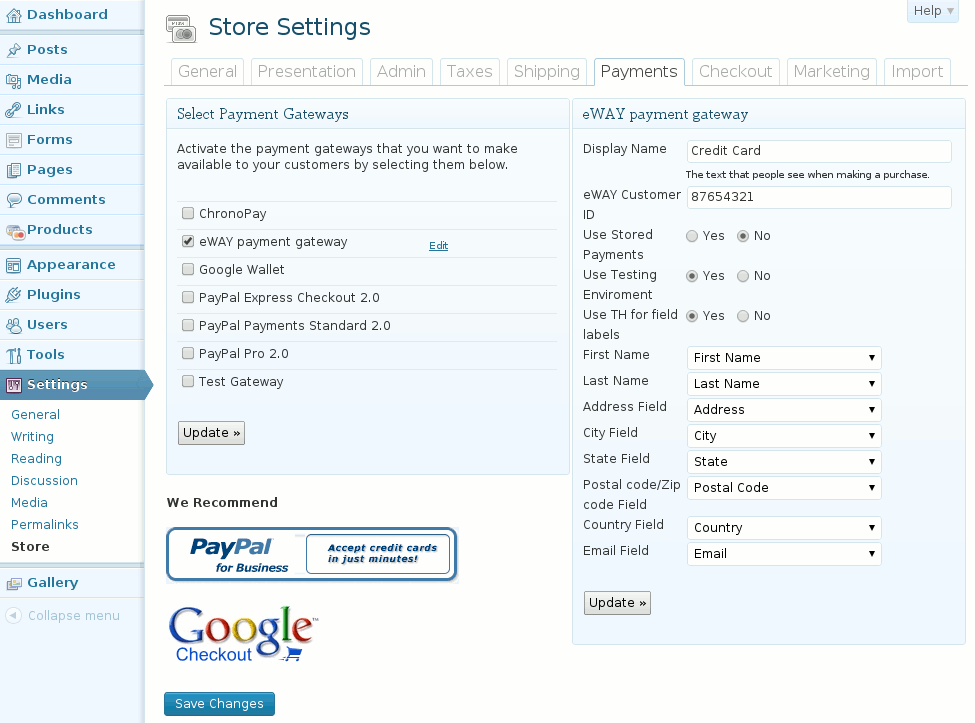 Dashboard
Posts
Media
Links
Forms
Pages
Comments
Products
Appearance
Plugins
Users
Tools
Settings
General
Writing
Reading
Discussion
Media
Permalinks
Store
Gallery
Collapse menu
Help ▾
Store Settings
General Presentation Admin Taxes Shipping Payments Checkout Marketing Import
Select Payment Gateways
Activate the payment gateways that you want to make
available to your customers by selecting them below.
ChronoPay
eWAY payment gateway Edit
Google Wallet
PayPal Express Checkout 2.0
PayPal Payments Standard 2.0
PayPal Pro 2.0
Test Gateway
Update »
We Recommend
PayPal
for Business
Accept credit cards
in just minutes!
Google™
Checkout
Save Changes
eWAY payment gateway
Display Name Credit Card
The text that people see when making a purchase.
eWAY Customer
ID
87654321
Use Stored
Payments
Yes No
Use Testing
Enviroment
Yes No
Use TH for field
labels
Yes No
First Name First Name
Last Name Last Name
Address Field Address
City Field City
State Field State
Postal code/Zip
code Field
Postal Code
Country Field Country
Email Field Email
Update »